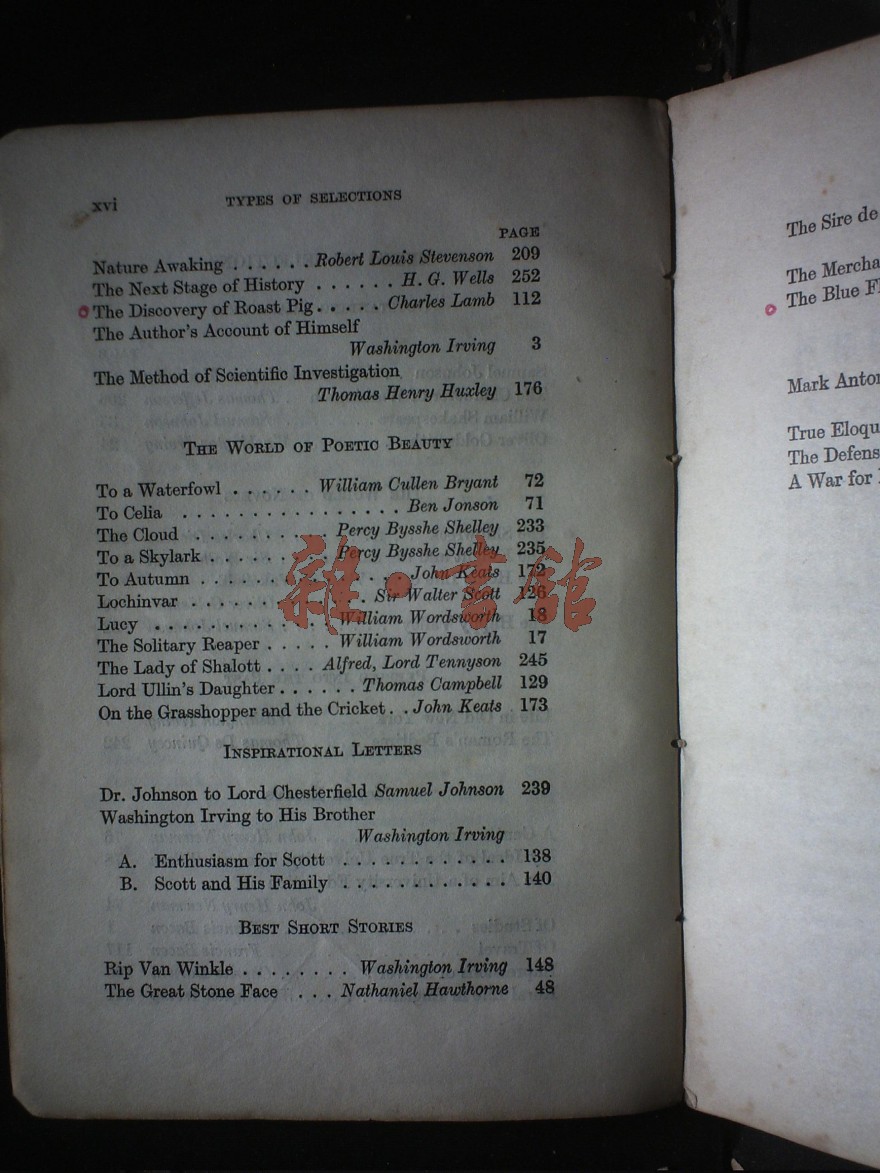 xvi TYPES OF SELECTIONS
PAGE
Nature Awaking . . . . . . Robert Louis Stevenson 209
The Next Stage of History . . . . . . H. G. Wells 252
The Discovery of Roast Pig . . . . . Charles Lamb 112
The Author's Account of Himself
Washington Irving 3
The Method of Scientific Investigation
Thomas Henry Huxley 176
THE WORLD OF POETIC BEAUTY
To a Waterfowl . . . . . . William Cullen Bryant 72
To Celia . . . . . . . . . . . . . . . . Ben Jonson 71
The Cloud . . . . . . . . . . Percy Bysshe Shelley 233
To a Skylark . . . . . . . . . Percy Bysshe Shelley 235
To Autumn . . . . . . . . . . . . . . . John Keats 172
Lochinvar . . . . . . . . . . . . . Sir Walter Scott 126
Lucy . . . . . . . . . . . . . William Wordsworth 18
The Solitary Reaper . . . . . William Wordsworth 17
The Lady of Shalott . . . . Alfred, Lord Tennyson 245
Lord Ullin's Daughter . . . . . . Thomas Campbell 129
On the Grasshopper and the Cricket . . John Keats 173
INSPIRATIONAL LETTERS
Dr. Johnson to Lord Chesterfield Samuel Johnson 239
Washington Irving to His Brother
Washington Irving
A. Enthusiasm for Scott . . . . . . . . . . . . 138
B. Scott and His Family . . . . . . . . . . . . 140
BEST SHORT STORIES
Rip Van Winkle . . . . . . . . Washington Irving 148
The Great Stone Face . . . Nathaniel Hawthorne 48
雜·書館
The Sire de
The Mercha
The Blue Fl
Mark Anto
True Eloqu
The Defens
A War for